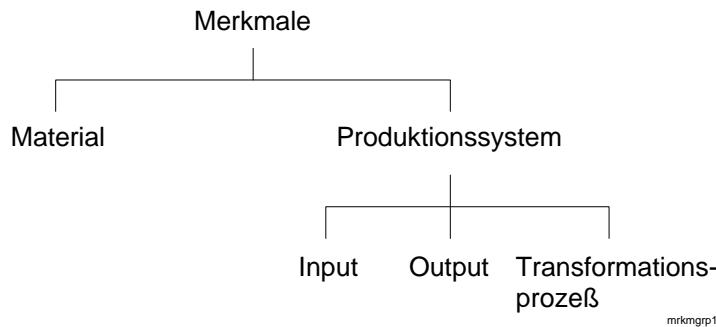 Merkmale
Material Produktionssystem
Input Output Transformations-
prozeß
mrkmgrp1